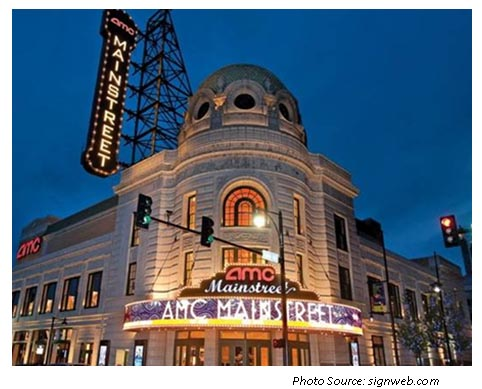 amc
MAINSTREET
amc
amc
Mainstreet
AMC MAINSTREET
Photo Source: signweb.com